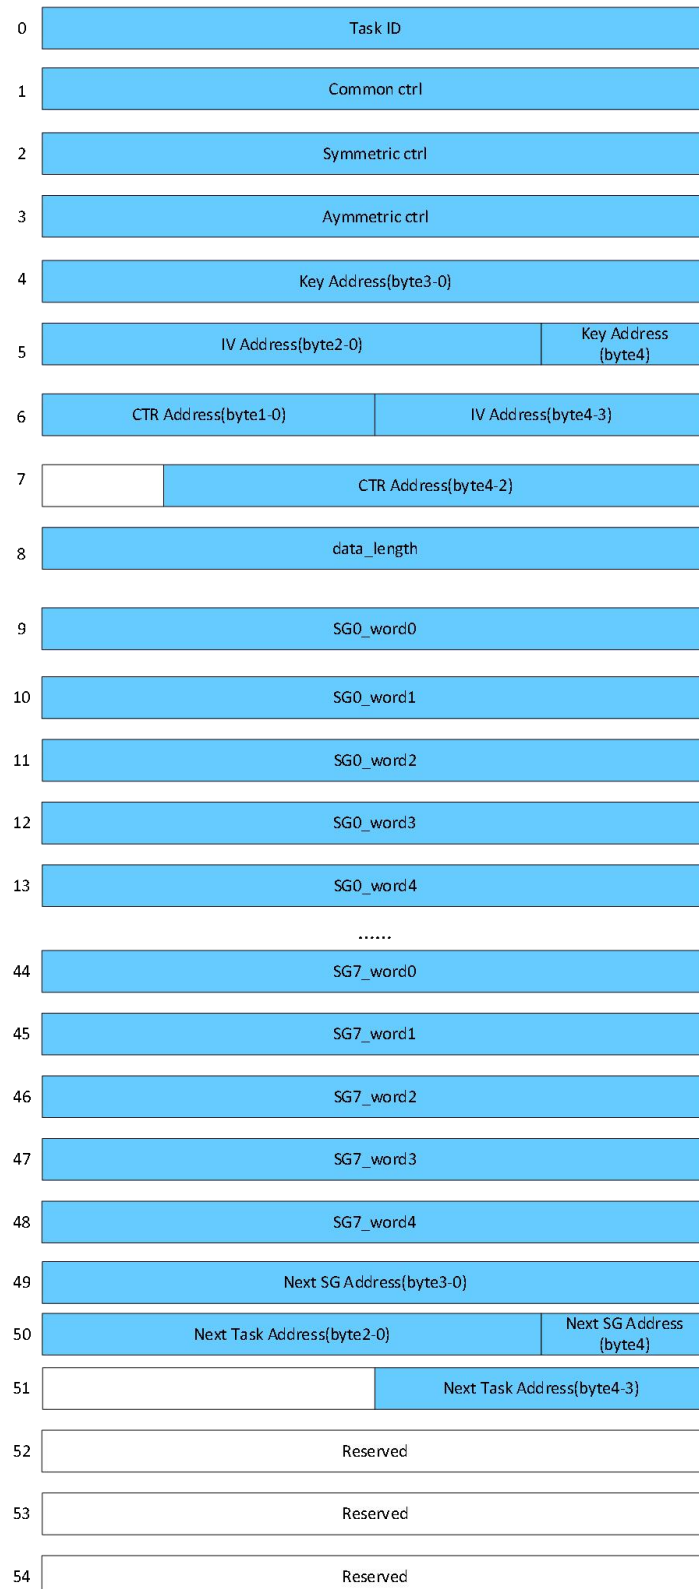 0 Task ID
1 Common ctrl
2 Symmetric ctrl
3 Aymmetric ctrl
4 Key Address(byte3-0)
5 IV Address(byte2-0) Key Address
(byte4)
6 CTR Address(byte1-0) IV Address(byte4-3)
7 CTR Address(byte4-2)
8 data_length
9 SG0_word0
10 SG0_word1
11 SG0_word2
12 SG0_word3
13 SG0_word4
......
44 SG7_word0
45 SG7_word1
46 SG7_word2
47 SG7_word3
48 SG7_word4
49 Next SG Address(byte3-0)
50 Next Task Address(byte2-0) Next SG Address
(byte4)
51 Next Task Address(byte4-3)
52 Reserved
53 Reserved
54 Reserved